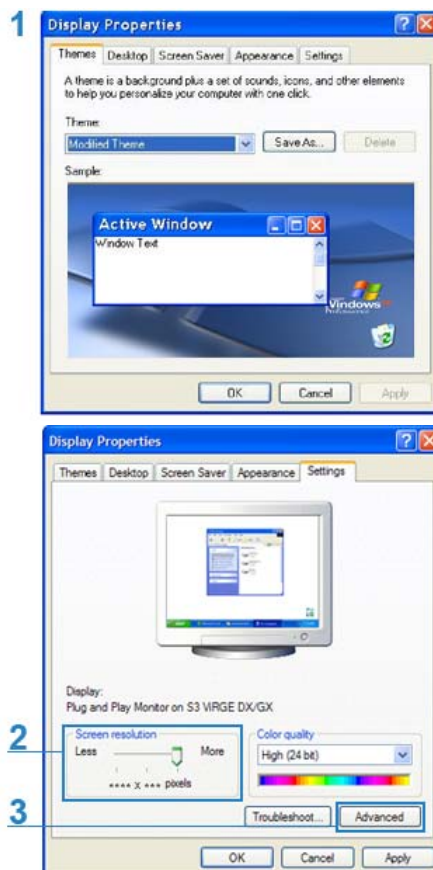 1
Display Properties
Themes Desktop Screen Saver Appearance Settings
A theme is a background plus a set of sounds, icons, and other elements
to help you personalize your computer with one click.
Theme:
Modified Theme Save As... Delete
Sample:
Active Window
Window Text
Windows
OK Cancel Apply
Display Properties
Themes Desktop Screen Saver Appearance Settings
Display:
Plug and Play Monitor on S3 VIRGE DX/GX
2
Screen resolution Color quality
Less More High (24 bit)
**** x *** pixels
3
Troubleshoot... Advanced
OK Cancel Apply